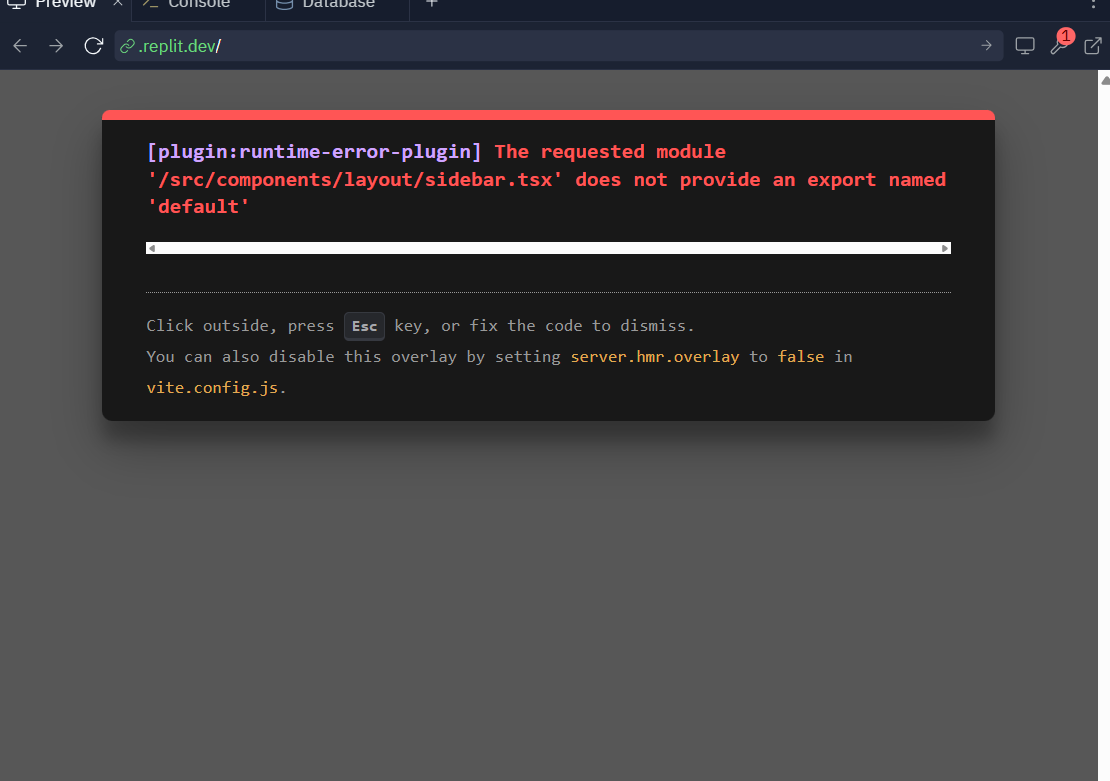 Preview
Console
Database
.replit.dev/
1
[plugin:runtime-error-plugin] The requested module
'/src/components/layout/sidebar.tsx' does not provide an export named
'default'
Click outside, press Esc key, or fix the code to dismiss.
You can also disable this overlay by setting server.hmr.overlay to false in
vite.config.js.